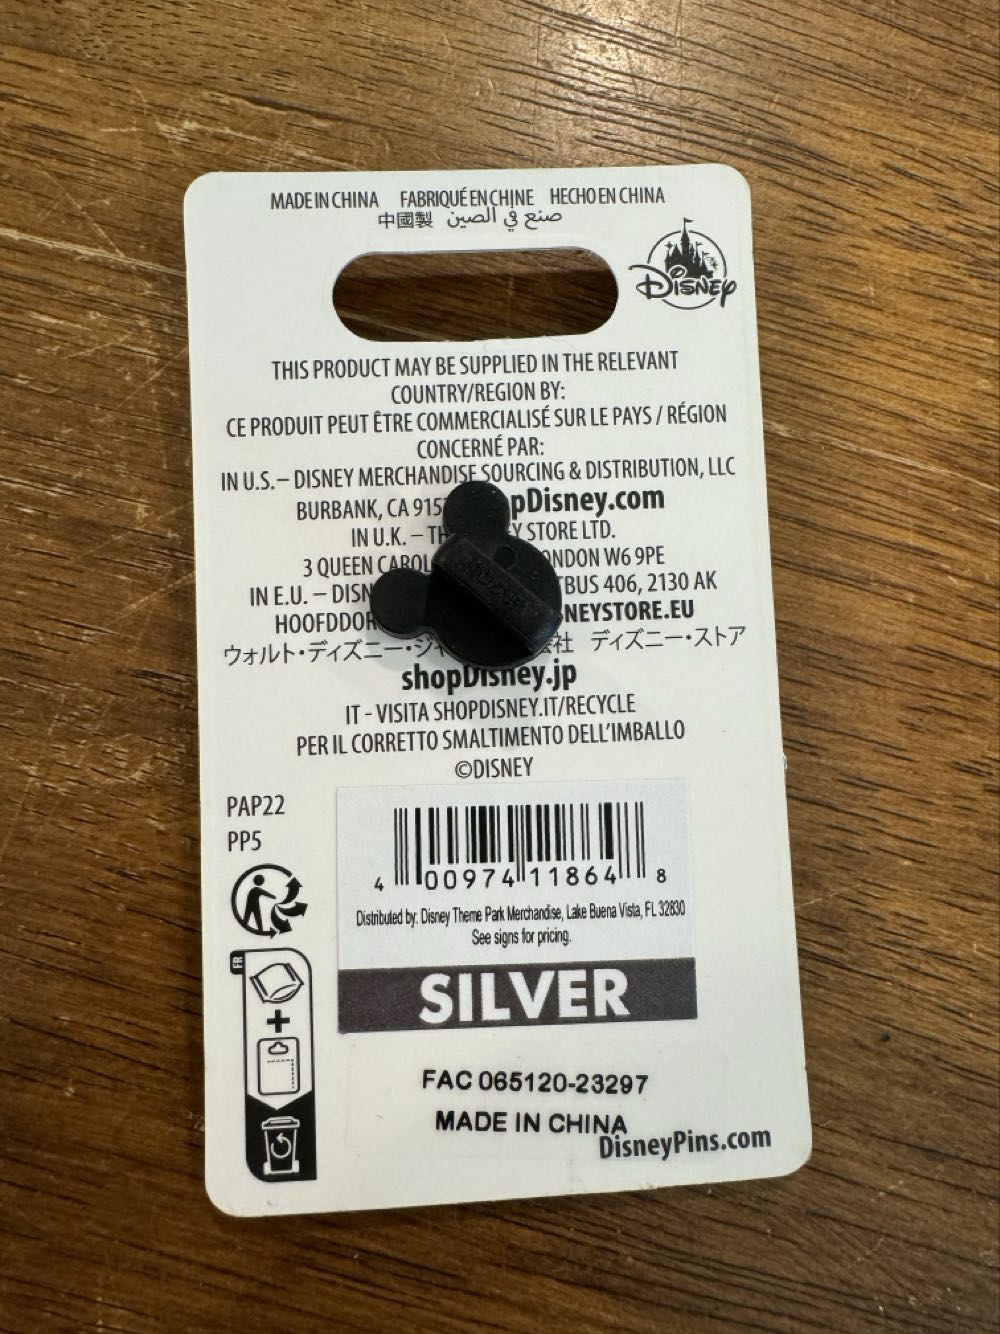 MADE IN CHINA FABRIQUÉ EN CHINE HECHO EN CHINA
中國製 صنع في الصين
Disney
THIS PRODUCT MAY BE SUPPLIED IN THE RELEVANT
COUNTRY/REGION BY:
CE PRODUIT PEUT ÊTRE COMMERCIALISÉ SUR LE PAYS / RÉGION
CONCERNÉ PAR:
IN U.S.– DISNEY MERCHANDISE SOURCING & DISTRIBUTION, LLC
BURBANK, CA 915 pDisney.com
IN U.K. – TH Y STORE LTD.
3 QUEEN CAROL NDON W6 9PE
IN E.U. – DISN TBUS 406, 2130 AK
HOOFDDOR NEYSTORE.EU
ウォルト・ディズニー・ジャ 会社 ディズニー・ストア
shopDisney.jp
IT - VISITA SHOPDISNEY.IT/RECYCLE
PER IL CORRETTO SMALTIMENTO DELL'IMBALLO
©DISNEY
PAP22
PP5
FR
4 00974 11864 8
Distributed by: Disney Theme Park Merchandise, Lake Buena Vista, FL 32830
See signs for pricing.
SILVER
FAC 065120-23297
MADE IN CHINA
DisneyPins.com